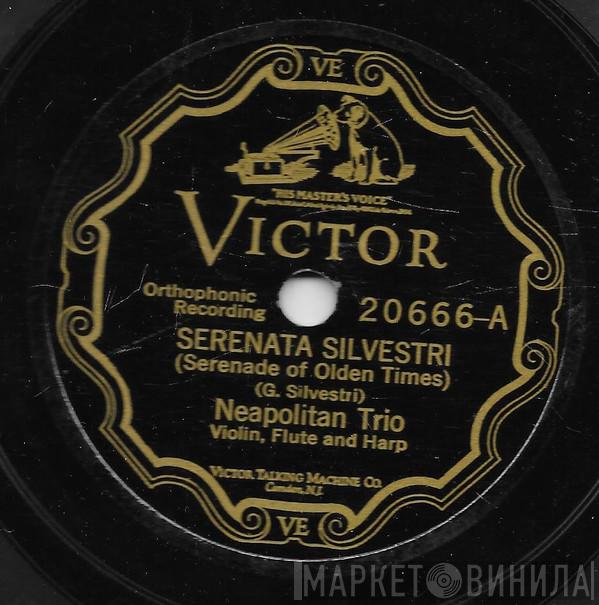 VE
"HIS MASTER'S VOICE"
VICTOR
Orthophonic
Recording
20666-A
SERENATA SILVESTRI
(Serenade of Olden Times)
(G. Silvestri)
Neapolitan Trio
Violin, Flute and Harp
VICTOR TALKING MACHINE CO.
Camden, N.J.
VE
МАРКЕТ ВИНИЛА